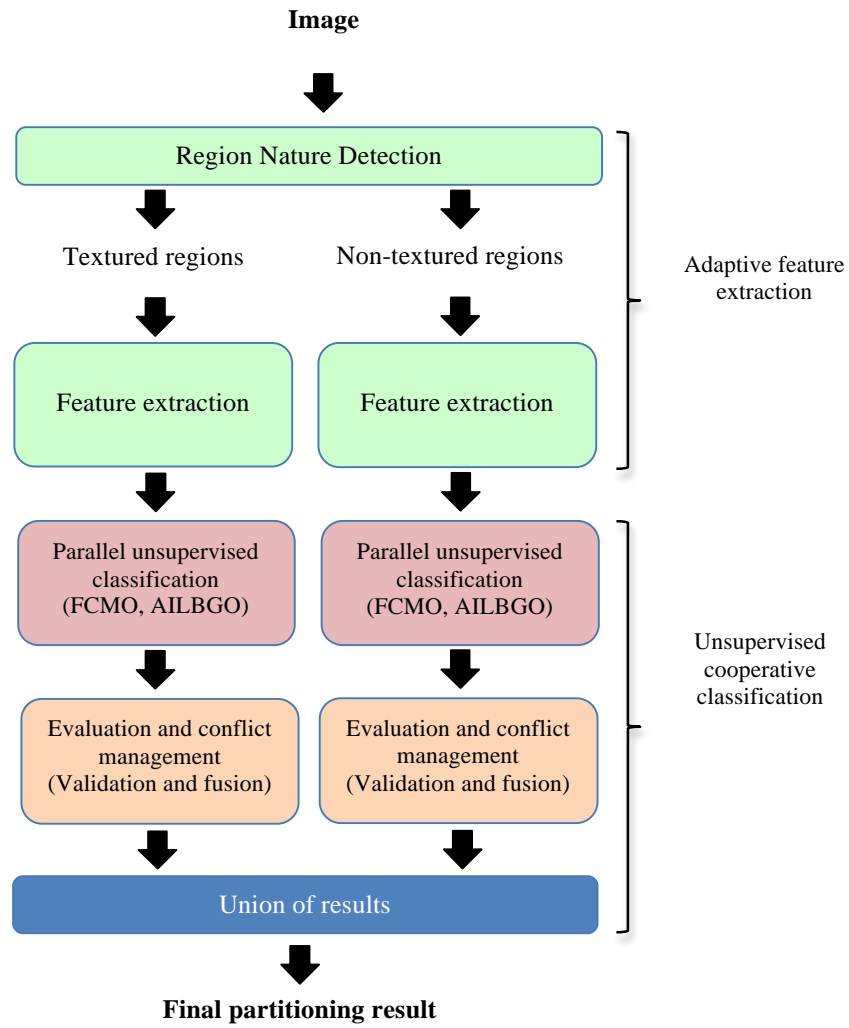 Image
Region Nature Detection
Textured regions
Non-textured regions
Adaptive feature
extraction
Feature extraction
Feature extraction
Parallel unsupervised
classification
(FCMO, AILBGO)
Parallel unsupervised
classification
(FCMO, AILBGO)
Unsupervised
cooperative
classification
Evaluation and conflict
management
(Validation and fusion)
Evaluation and conflict
management
(Validation and fusion)
Union of results
Final partitioning result